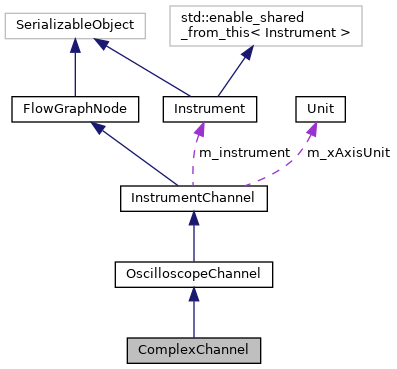 SerializableObject
std::enable_shared
_from_this< Instrument >
FlowGraphNode
Instrument
Unit
m_instrument
m_xAxisUnit
InstrumentChannel
OscilloscopeChannel
ComplexChannel